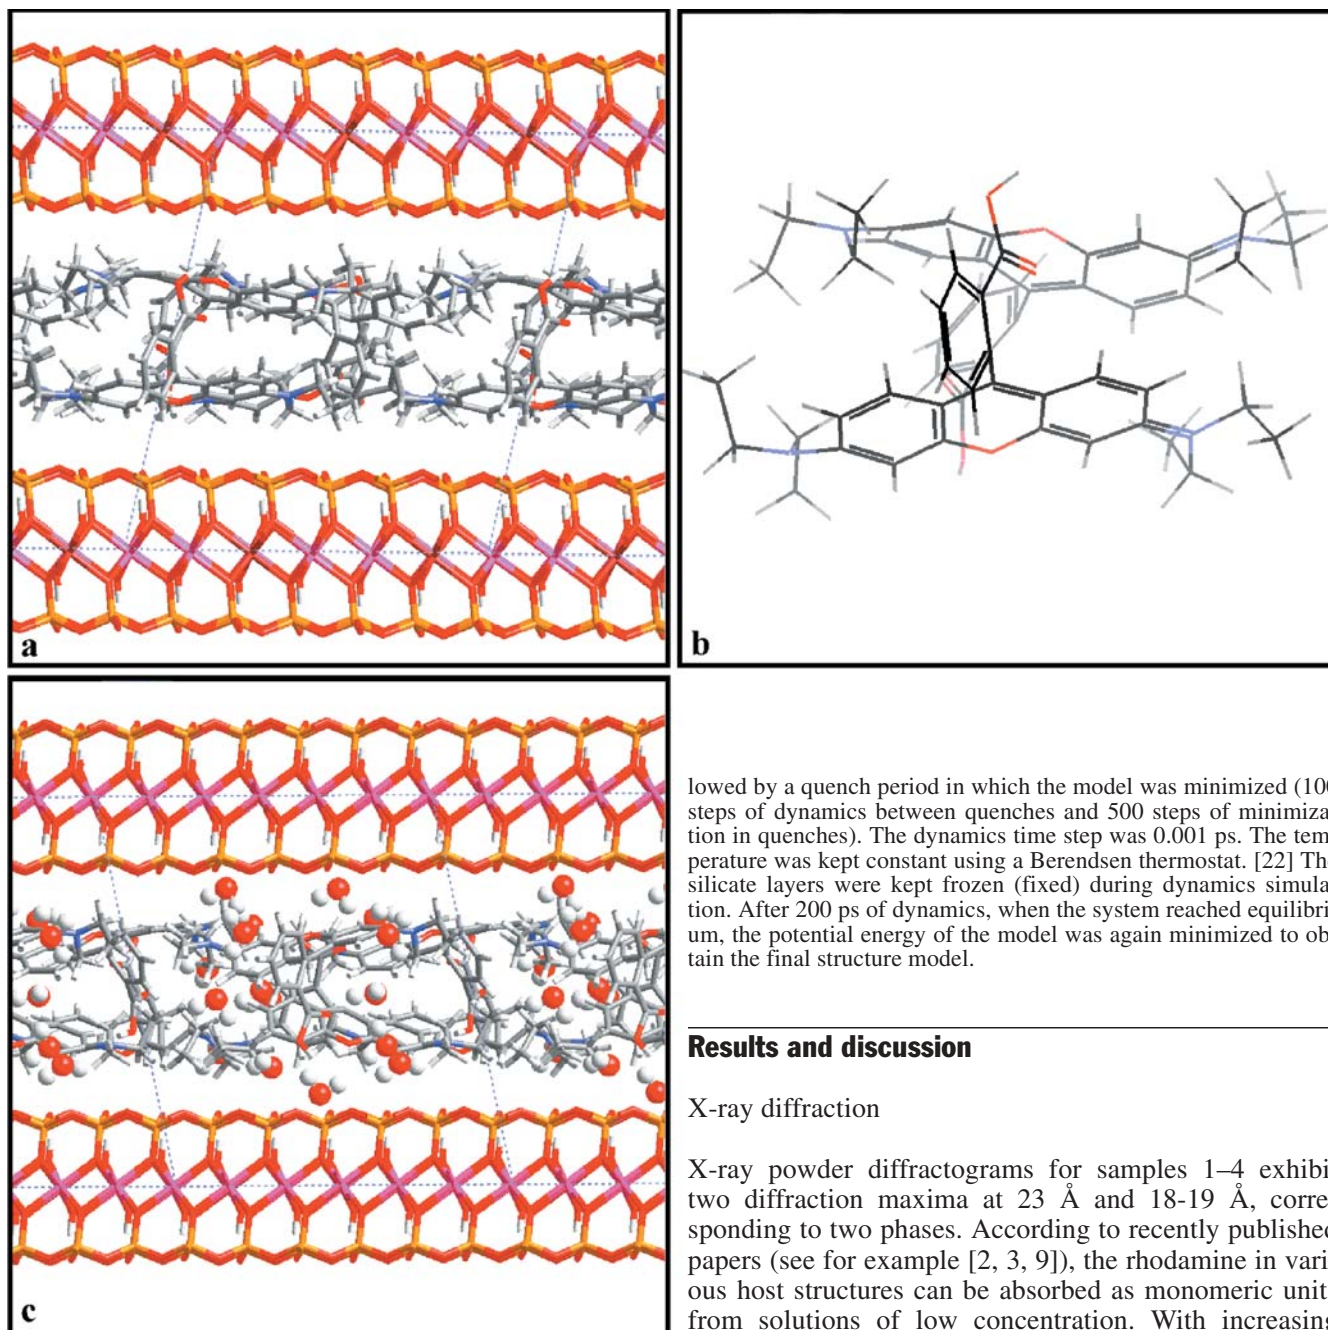 a
b
c
lowed by a quench period in which the model was minimized (100
steps of dynamics between quenches and 500 steps of minimiza
tion in quenches). The dynamics time step was 0.001 ps. The tem
perature was kept constant using a Berendsen thermostat. [22] Th
silicate layers were kept frozen (fixed) during dynamics simula
tion. After 200 ps of dynamics, when the system reached equilibri
um, the potential energy of the model was again minimized to ob
tain the final structure model.
Results and discussion
X-ray diffraction
X-ray powder diffractograms for samples 1–4 exhibi
two diffraction maxima at 23 Å and 18-19 Å, corre
sponding to two phases. According to recently published
papers (see for example [2, 3, 9]), the rhodamine in vari
ous host structures can be absorbed as monomeric unit
from solutions of low concentration. With increasing